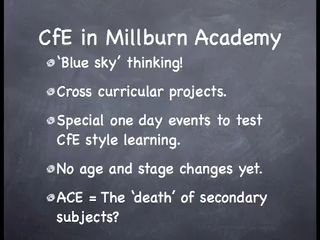 CfE in Millburn Academy
‘Blue sky’ thinking!
Cross curricular projects.
Special one day events to test
CfE style learning.
No age and stage changes yet.
ACE = The ‘death’ of secondary
subjects?